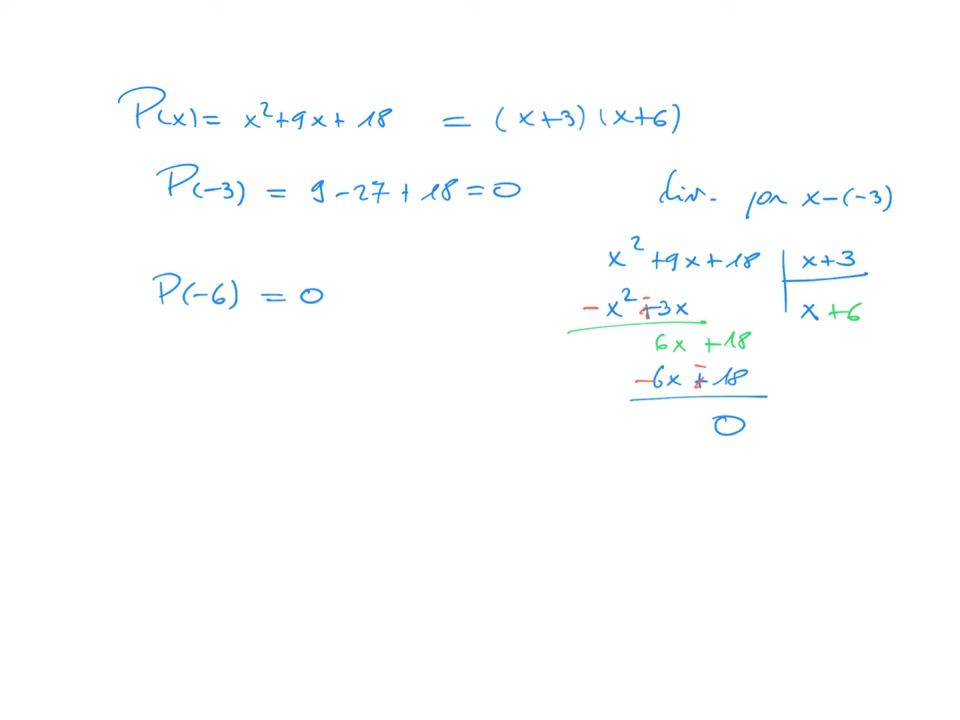 P(x) = x²+9x+18 = (x+3)(x+6)
P(-3) = 9-27+18=0
div. par x-(-3)
x²+9x+18 | x+3
- x² +3x
x +6
6x +18
-6x +18
0
P(-6) = 0